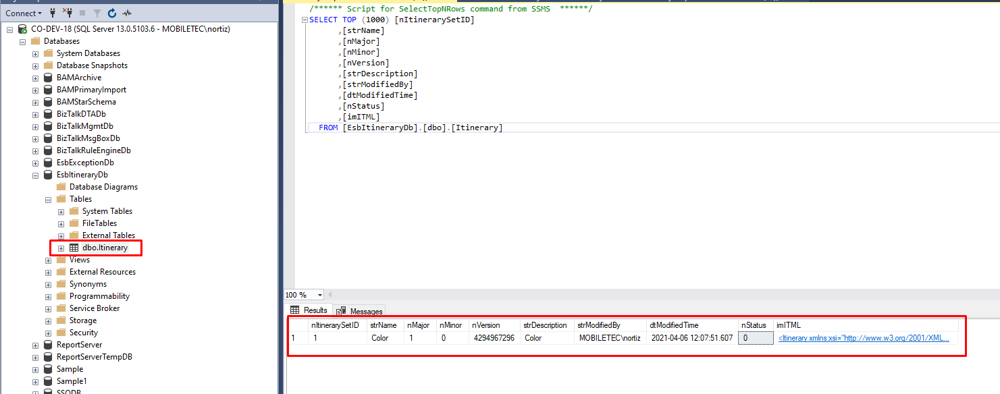 Connect
CO-DEV-18 (SQL Server 13.0.5103.6 - MOBILETEC\nortiz)
Databases
System Databases
Database Snapshots
BAMArchive
BAMPrimaryImport
BAMStarSchema
BizTalkDTADb
BizTalkMgmtDb
BizTalkMsgBoxDb
BizTalkRuleEngineDb
EsbExceptionDb
EsbItineraryDb
Database Diagrams
Tables
System Tables
FileTables
External Tables
dbo.Itinerary
Views
External Resources
Synonyms
Programmability
Service Broker
Storage
Security
ReportServer
ReportServerTempDB
Sample
Sample1
SSODB
/****** Script for SelectTopNRows command from SSMS  ******/
SELECT TOP (1000) [nItinerarySetID]
,[strName]
,[nMajor]
,[nMinor]
,[nVersion]
,[strDescription]
,[strModifiedBy]
,[dtModifiedTime]
,[nStatus]
,[imITML]
FROM [EsbItineraryDb].[dbo].[Itinerary]
100 %
Results Messages
nItinerarySetID strName nMajor nMinor nVersion strDescription strModifiedBy dtModifiedTime nStatus imITML
1 1 Color 1 0 4294967296 Color MOBILETEC\nortiz 2021-04-06 12:07:51.607 0 <Itinerary xmlns:xsi="http://www.w3.org/2001/XML...